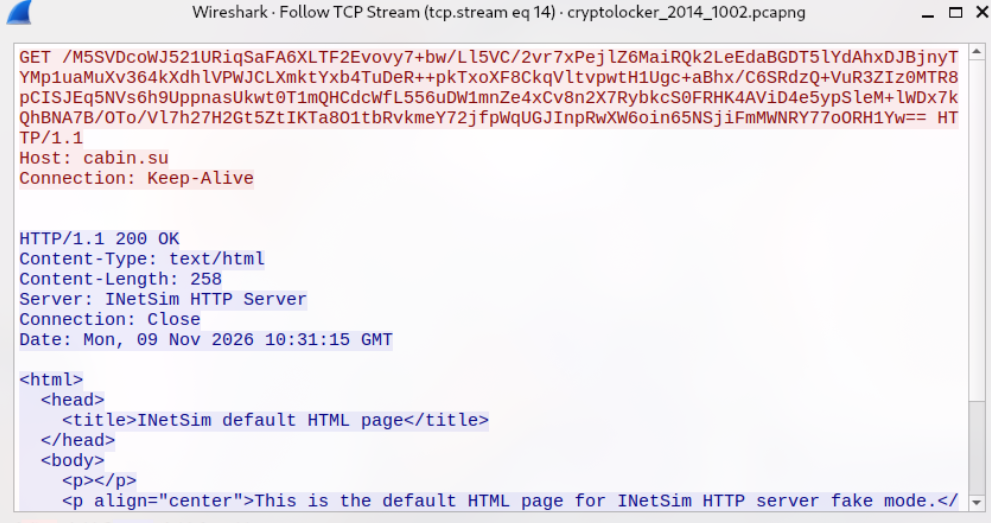 Wireshark · Follow TCP Stream (tcp.stream eq 14) · cryptolocker_2014_1002.pcapng
GET /M5SVDcoWJ521URiqSaFA6XLTF2Evovy7+bw/Ll5VC/2vr7xPejlZ6MaiRQk2LeEdaBGDT5lYdAhxDJBjnyT
YMp1uaMuXv364kXdhlVPWJCLXmktYxb4TuDeR++pkTxoXF8CkqVltvpwtH1Ugc+aBhx/C6SRdzQ+VuR3ZIz0MTR8
pCISJEq5NVs6h9UppnasUkwt0T1mQHCdcWfL556uDW1mnZe4xCv8n2X7RybkcS0FRHK4AViD4e5ypSleM+lWDx7k
QhBNA7B/OTo/Vl7h27H2Gt5ZtIKTa8O1tbRvkmeY72jfpWqUGJInpRwXW6oin65NSjiFmMWNRY77oORH1Yw== HT
TP/1.1
Host: cabin.su
Connection: Keep-Alive
HTTP/1.1 200 OK
Content-Type: text/html
Content-Length: 258
Server: INetSim HTTP Server
Connection: Close
Date: Mon, 09 Nov 2026 10:31:15 GMT
<html>
<head>
<title>INetSim default HTML page</title>
</head>
<body>
<p></p>
<p align="center">This is the default HTML page for INetSim HTTP server fake mode.</